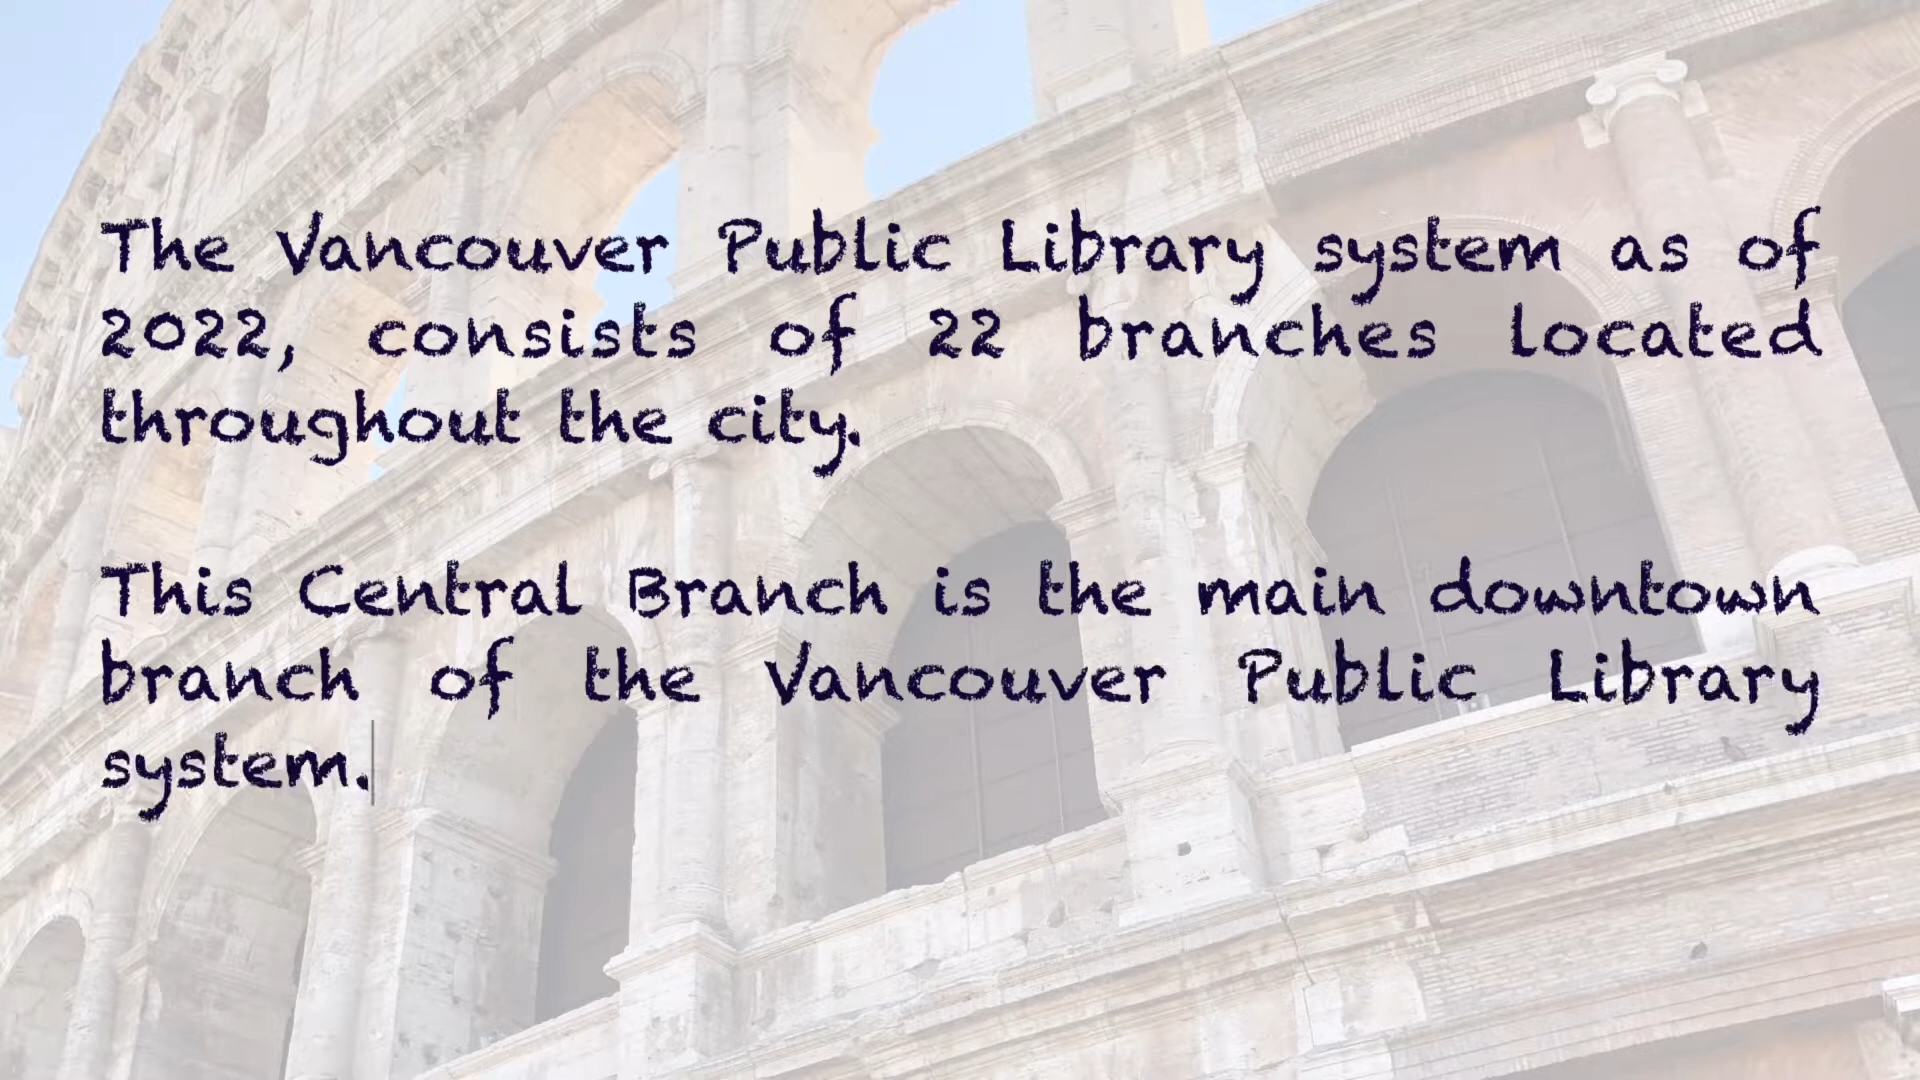 The Vancouver Public Library system as of
2022, consists of 22 branches located
throughout the city.
This Central Branch is the main downtown
branch of the Vancouver Public Library
system.